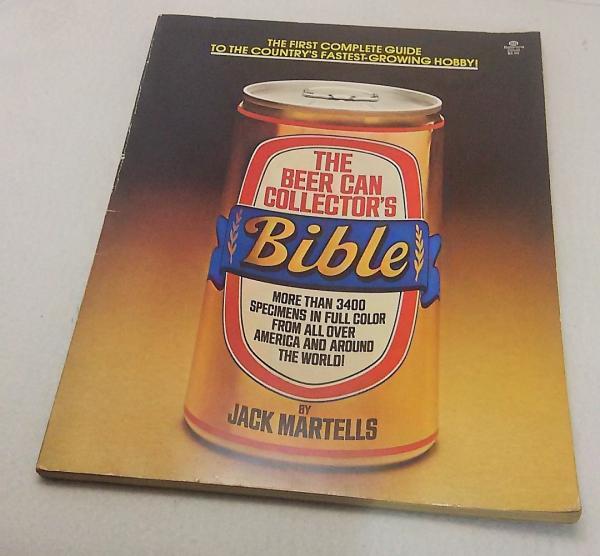 THE FIRST COMPLETE GUIDE
TO THE COUNTRY'S FASTEST-GROWING HOBBY!
THE
BEER CAN
COLLECTOR'S
Bible
MORE THAN 3400
SPECIMENS IN FULL COLOR
FROM ALL OVER
AMERICA AND AROUND
THE WORLD!
BY
JACK MARTELLS